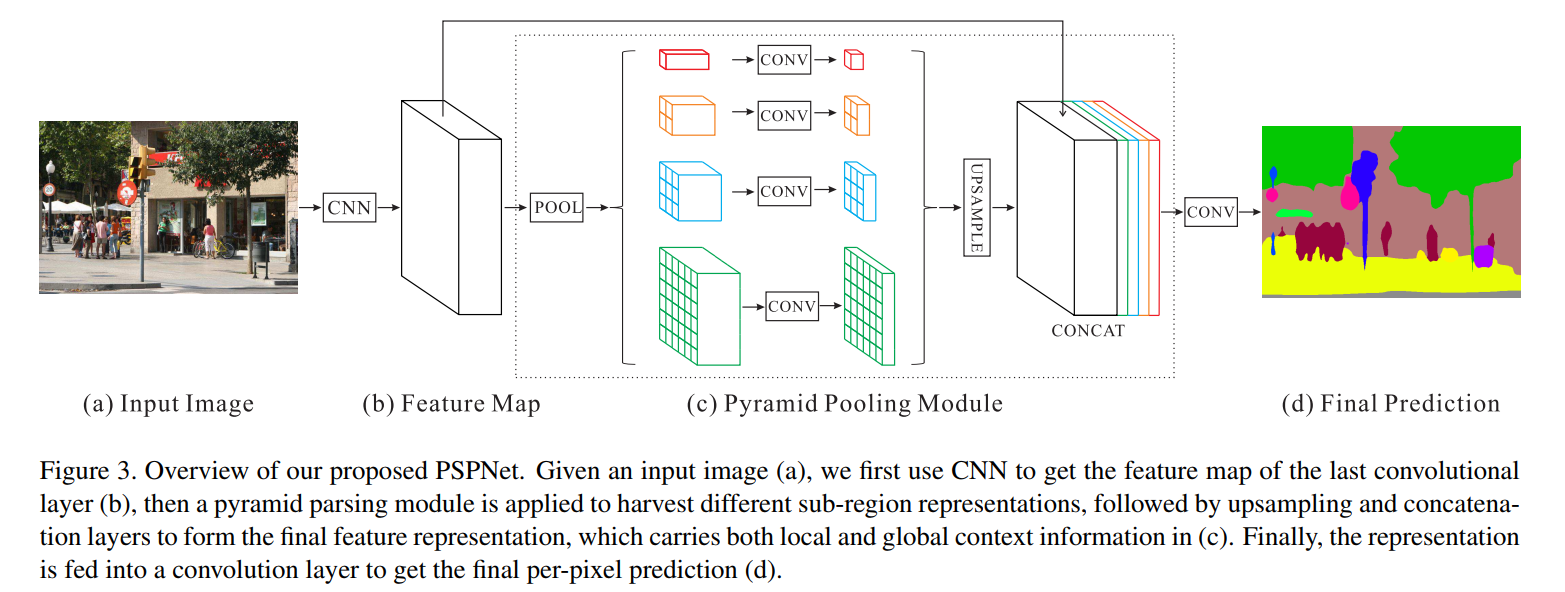 CNN
POOL
CONV
CONV
CONV
CONV
UPSAMPLE
CONCAT
CONV
(a) Input Image
(b) Feature Map
(c) Pyramid Pooling Module
(d) Final Prediction
Figure 3. Overview of our proposed PSPNet. Given an input image (a), we first use CNN to get the feature map of the last convolutional
layer (b), then a pyramid parsing module is applied to harvest different sub-region representations, followed by upsampling and concatena-
tion layers to form the final feature representation, which carries both local and global context information in (c). Finally, the representation
is fed into a convolution layer to get the final per-pixel prediction (d).